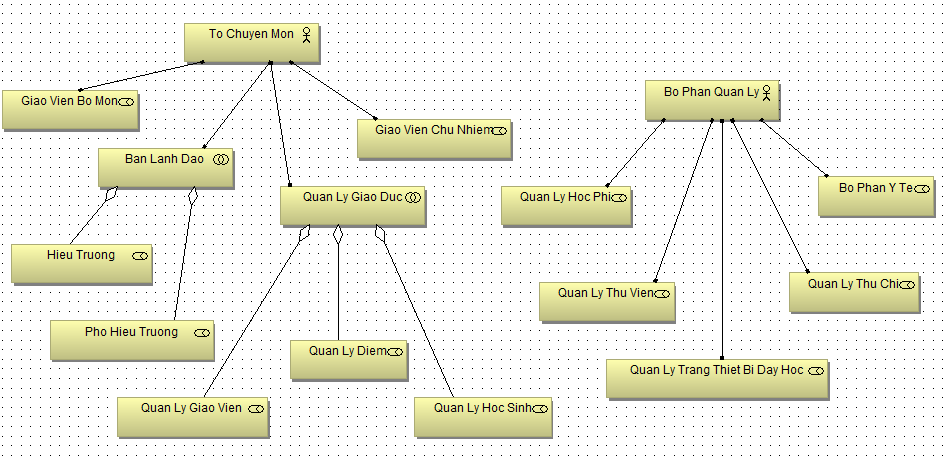 To Chuyen Mon
Giao Vien Bo Mon
Giao Vien Chu Nhiem
Ban Lanh Dao
Quan Ly Giao Duc
Hieu Truong
Pho Hieu Truong
Quan Ly Diem
Quan Ly Giao Vien
Quan Ly Hoc Sinh
Bo Phan Quan Ly
Quan Ly Hoc Phi
Bo Phan Y Te
Quan Ly Thu Vien
Quan Ly Thu Chi
Quan Ly Trang Thiet Bi Day Hoc